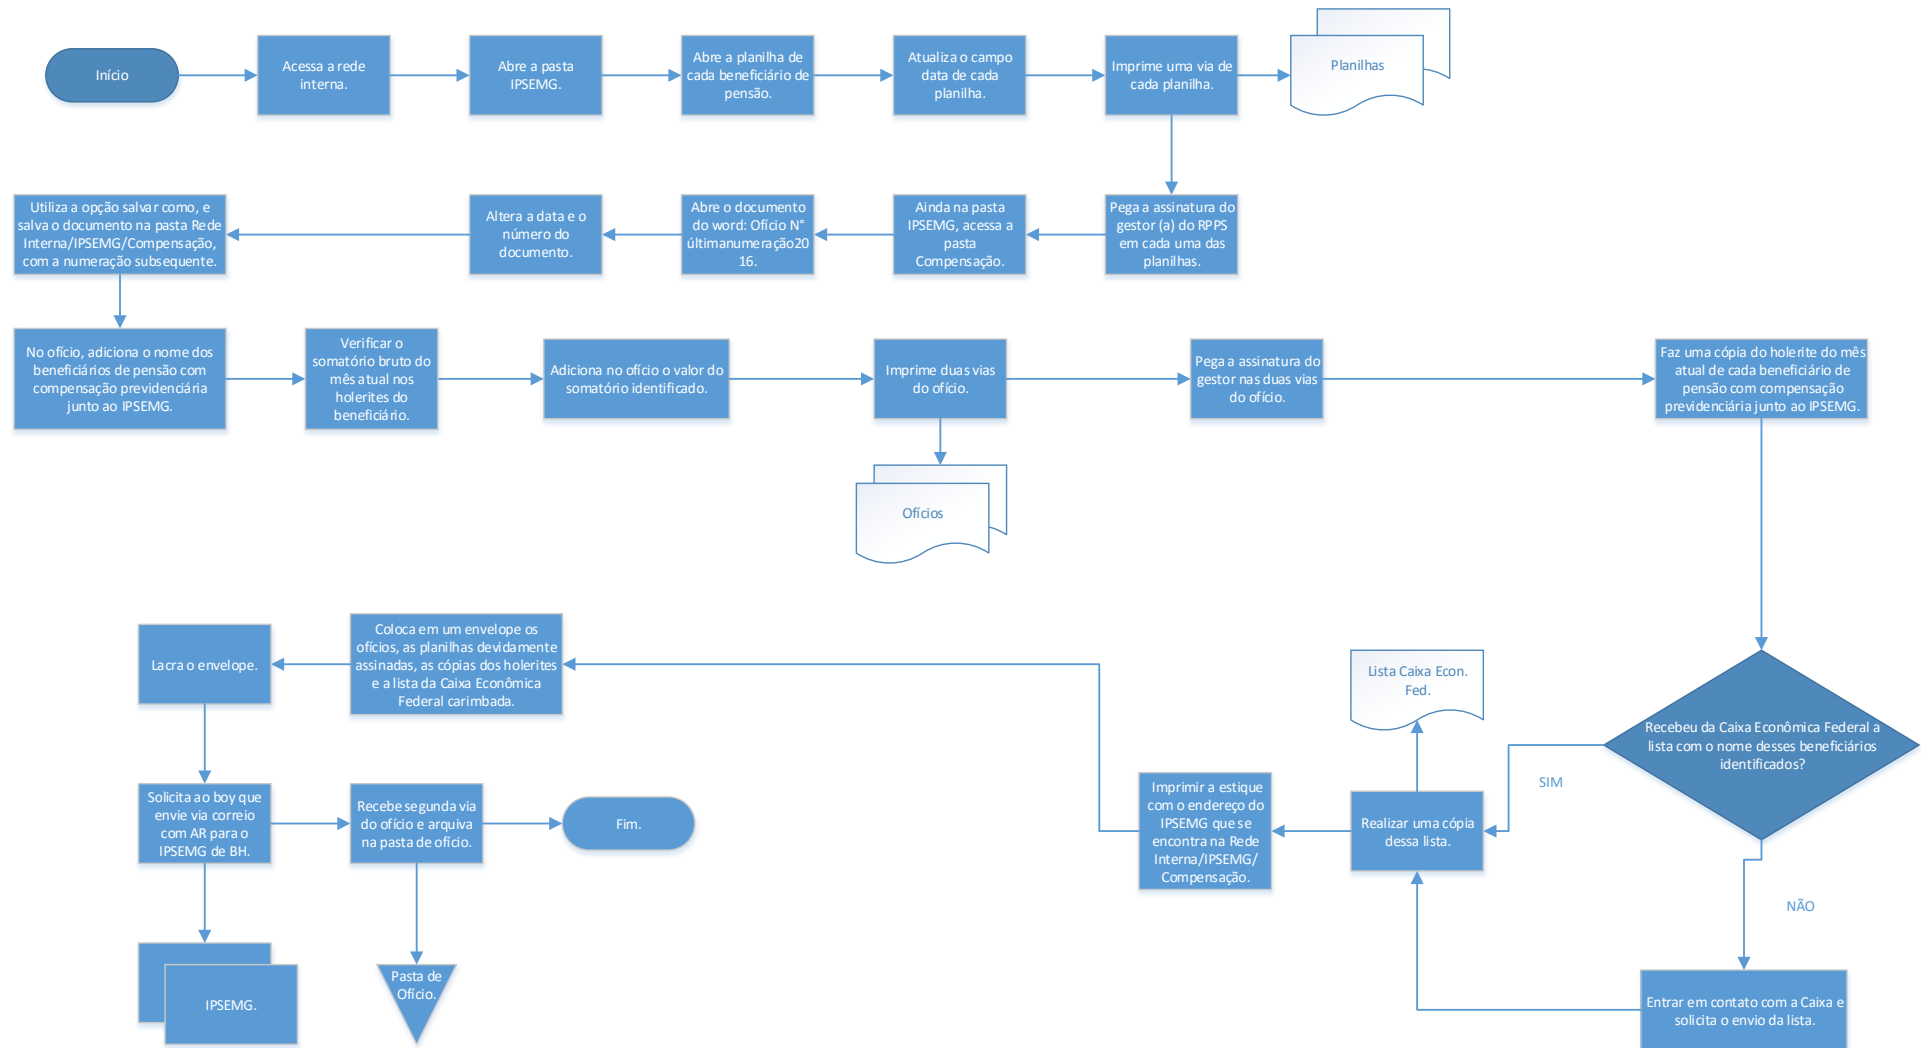 Início
Acessa a rede
interna.
Abre a pasta
IPSEMG.
Abre a planilha de
cada beneficiário de
pensão.
Atualiza o campo
data de cada
planilha.
Imprime uma via de
cada planilha.
Planilhas
Pega a assinatura do
gestor (a) do RPPS
em cada uma das
planilhas.
Ainda na pasta
IPSEMG, acessa a
pasta
Compensação.
Abre o documento
do word: Ofício N°
últimanumeração20
16.
Altera a data e o
número do
documento.
Utiliza a opção salvar como, e
salva o documento na pasta Rede
Interna/IPSEMG/Compensação,
com a numeração subsequente.
No ofício, adiciona o nome dos
beneficiários de pensão com
compensação previdenciária
junto ao IPSEMG.
Verificar o
somatório bruto do
mês atual nos
holerites do
beneficiário.
Adiciona no ofício o valor do
somatório identificado.
Imprime duas vias
do ofício.
Ofícios
Pega a assinatura do
gestor nas duas vias
do ofício.
Faz uma cópia do holerite do mês
atual de cada beneficiário de
pensão com compensação
previdenciária junto ao IPSEMG.
Recebeu da Caixa Econômica Federal a
lista com o nome desses beneficiários
identificados?
SIM
NÃO
Entrar em contato com a Caixa e
solicita o envio da lista.
Realizar uma cópia
dessa lista.
Lista Caixa Econ.
Fed.
Imprimir a estique
com o endereço do
IPSEMG que se
encontra na Rede
Interna/IPSEMG/
Compensação.
Coloca em um envelope os
ofícios, as planilhas devidamente
assinadas, as cópias dos holerites
e a lista da Caixa Econômica
Federal carimbada.
Lacra o envelope.
Solicita ao boy que
envie via correio
com AR para o
IPSEMG de BH.
IPSEMG.
Recebe segunda via
do ofício e arquiva
na pasta de ofício.
Pasta de
Ofício.
Fim.